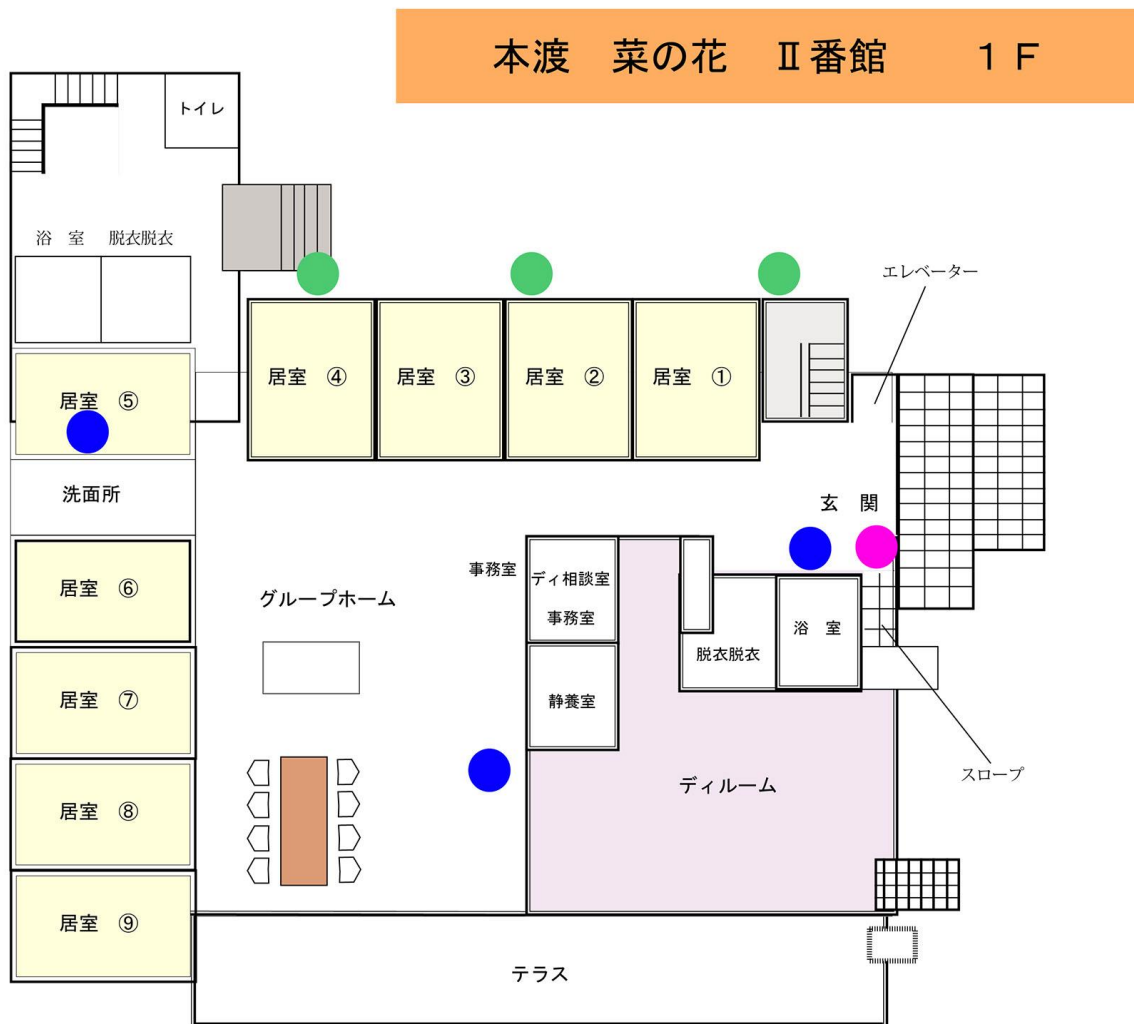 本渡　菜の花　Ⅱ番館　　１Ｆ
トイレ
浴　室　脱衣脱衣
エレベーター
居室　④
居室　③
居室　②
居室　①
居室　⑤
洗面所
玄　関
居室　⑥
グループホーム
事務室
ディ相談室
事務室
浴　室
脱衣脱衣
居室　⑦
静養室
スロープ
ディルーム
居室　⑧
居室　⑨
テラス